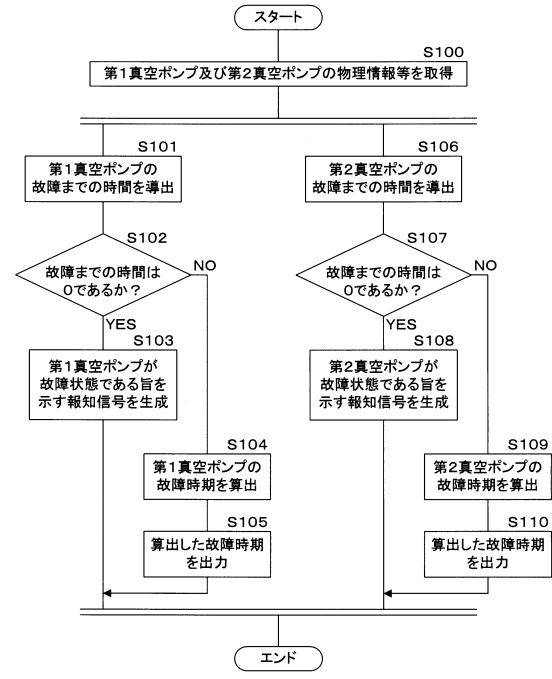 スタート
S100
第1真空ポンプ及び第2真空ポンプの物理情報等を取得
S101
第1真空ポンプの
故障までの時間を導出
S102
故障までの時間は
0であるか?
NO
YES
S103
第1真空ポンプが
故障状態である旨を
示す報知信号を生成
S104
第1真空ポンプの
故障時期を算出
S105
算出した故障時期
を出力
S106
第2真空ポンプの
故障までの時間を導出
S107
故障までの時間は
0であるか?
NO
YES
S108
第2真空ポンプが
故障状態である旨を
示す報知信号を生成
S109
第2真空ポンプの
故障時期を算出
S110
算出した故障時期
を出力
エンド